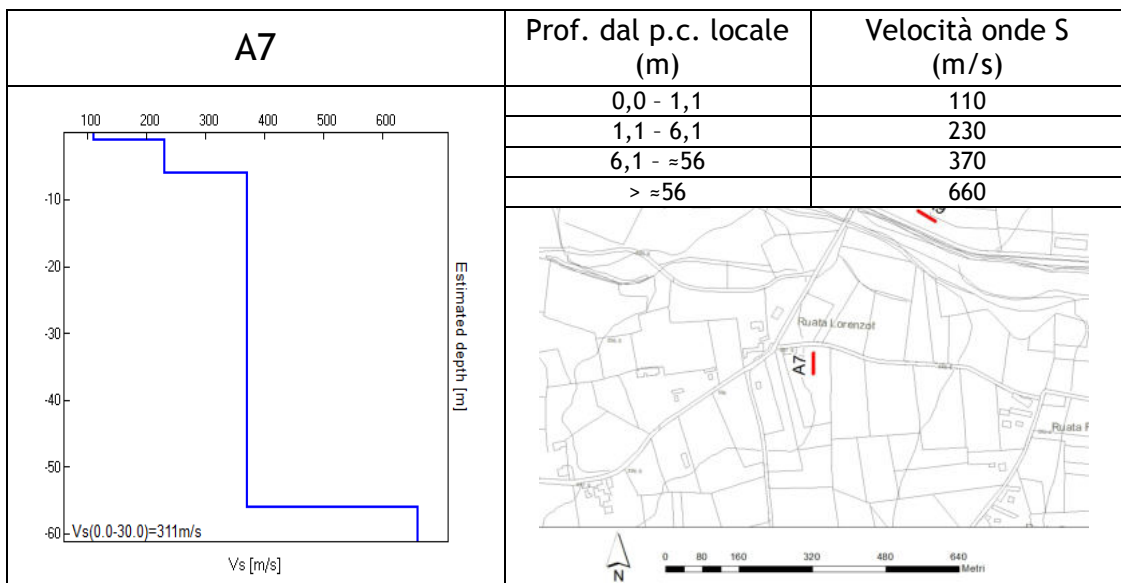 A7
Prof. dal p.c. locale
(m)
Velocità onde S
(m/s)
0,0 – 1,1 110
1,1 – 6,1 230
6,1 – ≈56 370
> ≈56 660
100 200 300 400 500 600
-10
-20
-30
-40
-50
-60
Estimated depth [m]
Vs(0.0-30.0)=311m/s
Vs [m/s]
Ruata Lorenzot
A7
Ruata
N
0 80 160 320 480 640
Metri